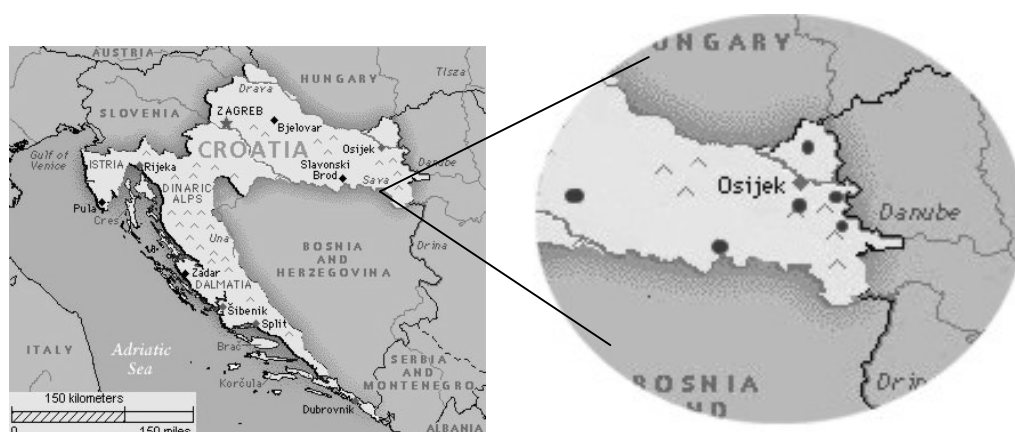 AUSTRIA
HUNGARY
Tisza
SLOVENIA
Drava
ZAGREB
Bjelovar
Gulf of
Venice
CROATIA
Osijek
ISTRIA
Rijeka
Slavonski
Brod
Sava
Danube
DINARIC
ALPS
Pula
Cres
Una
BOSNIA
AND
HERZEGOVINA
Drina
Zadar
DALMATIA
Šibenik
Split
ITALY
Adriatic
Sea
Brač
SERBIA
AND
MONTENEGRO
Korčula
Dubrovnik
ALBANIA
150 kilometers
0
150 miles
UNGARY
Osijek
Danube
Drin
BOSNIA
ND